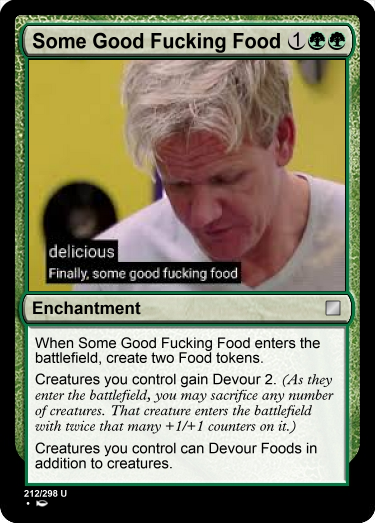 Some Good Fucking Food 1
delicious
Finally, some good fucking food
Enchantment
When Some Good Fucking Food enters the
battlefield, create two Food tokens.
Creatures you control gain Devour 2. (As they
enter the battlefield, you may sacrifice any number
of creatures. That creature enters the battlefield
with twice that many +1/+1 counters on it.)
Creatures you control can Devour Foods in
addition to creatures.
212/298 U